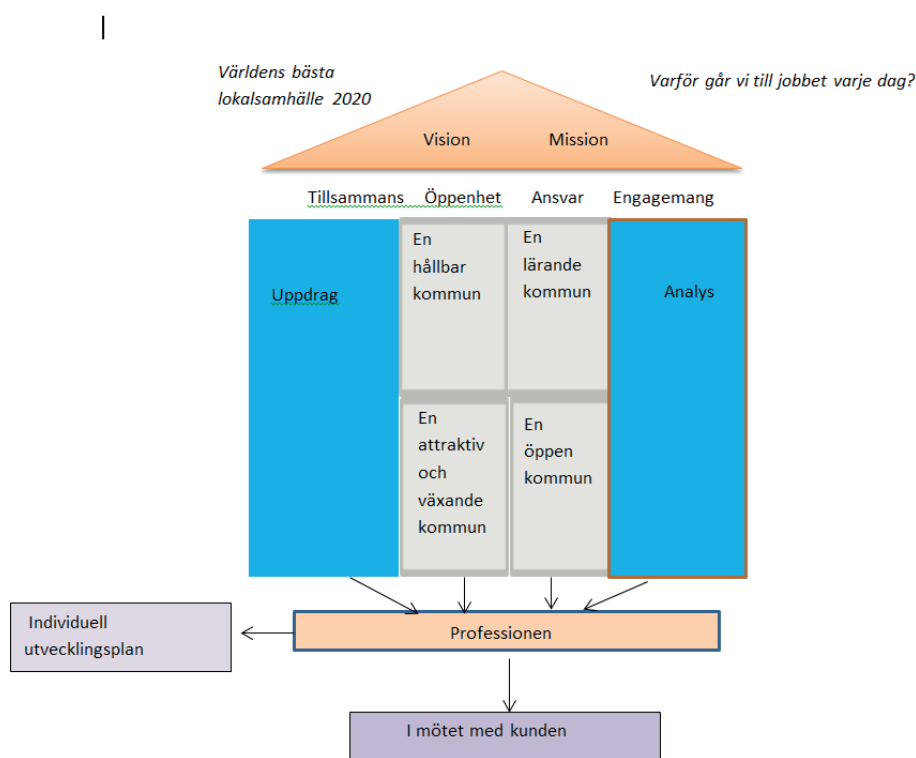 Världens bästa
lokalsamhälle 2020
Varför går vi till jobbet varje dag?
Vision Mission
Tillsammans Öppenhet Ansvar Engagemang
Uppdrag
En
hållbar
kommun
En
lärande
kommun
Analys
En
attraktiv
och
växande
kommun
En
öppen
kommun
Individuell
utvecklingsplan
Professionen
I mötet med kunden